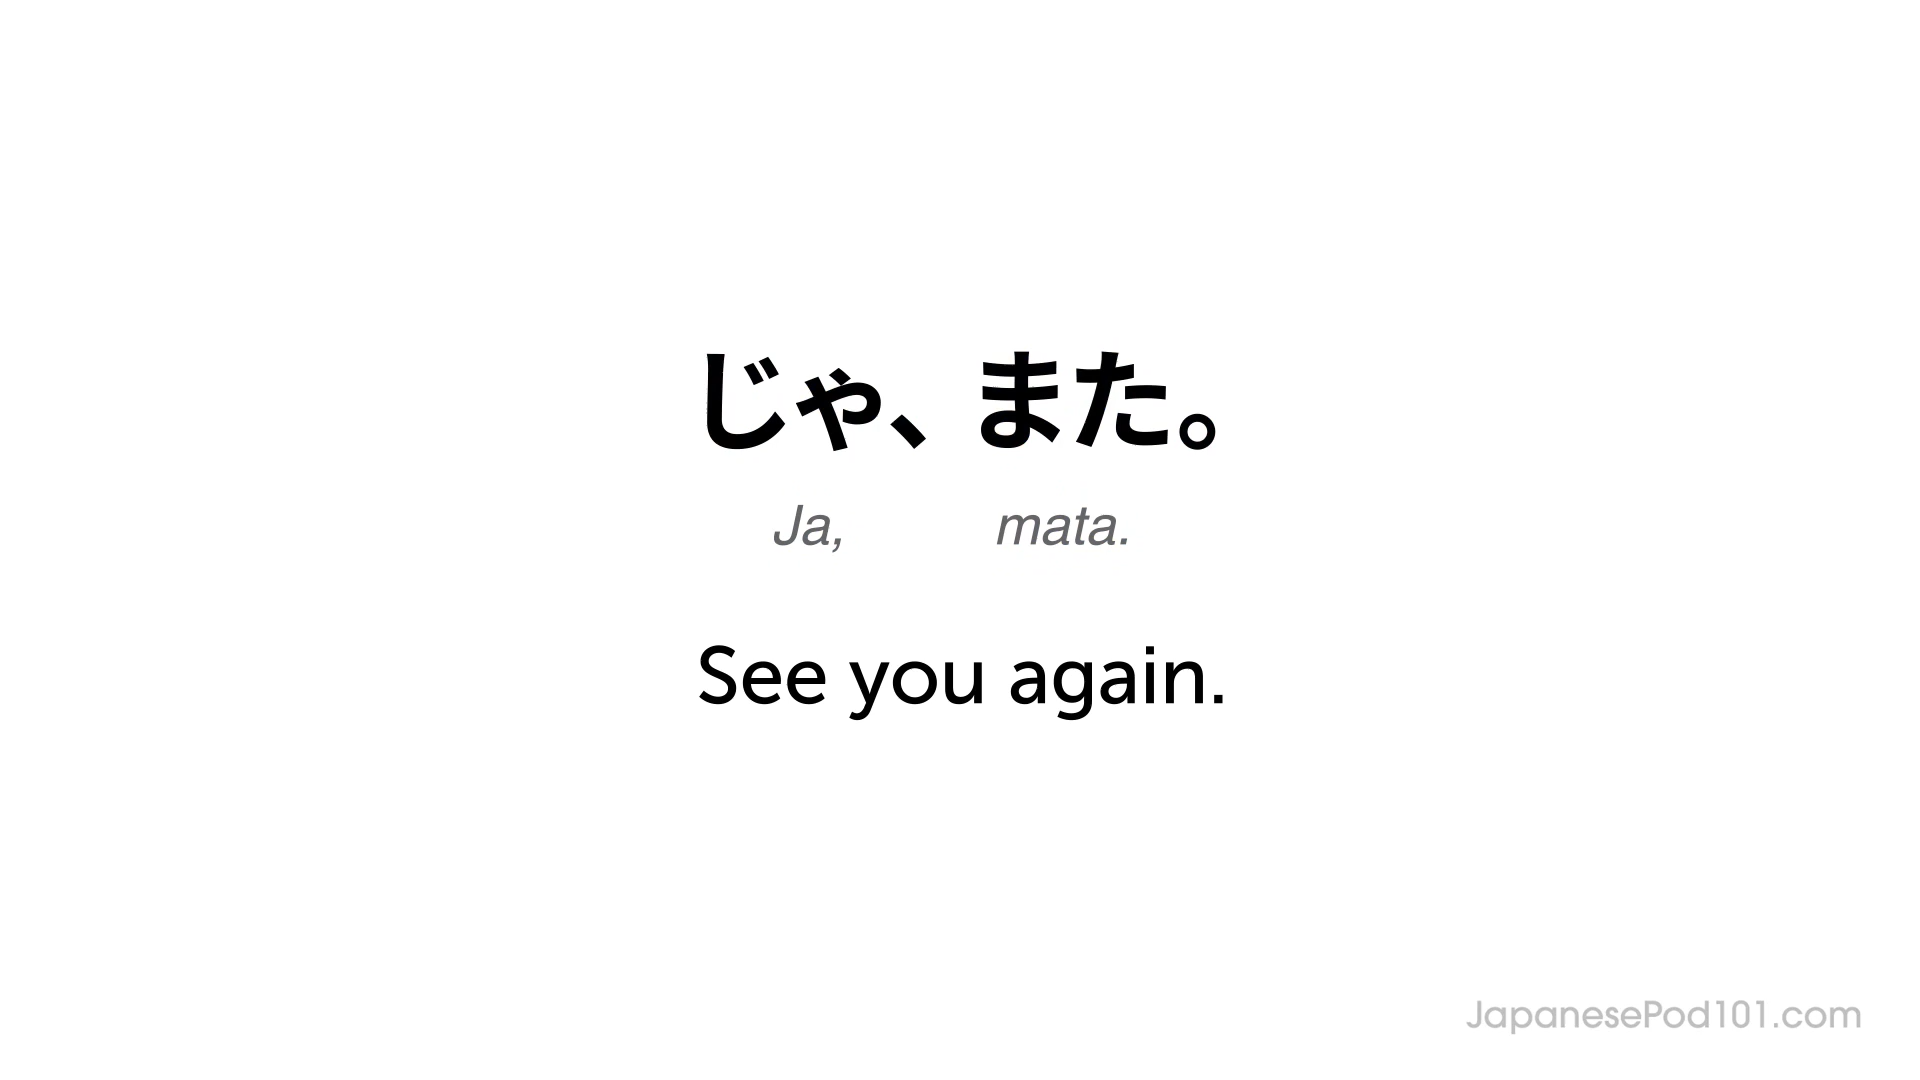 じゃ、また。
Ja, mata.
See you again.
JapanesePod101.com